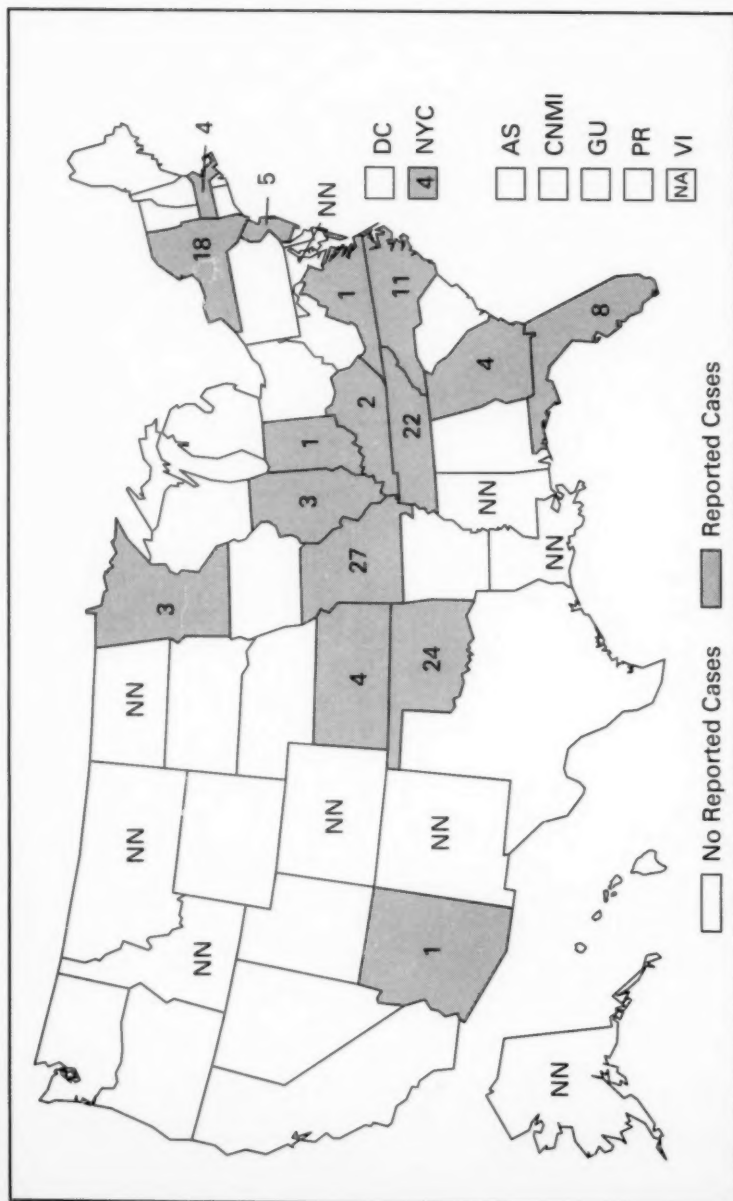 4
NN
NN
3
18
NN
5
NN
1
3
NN
4
27
2
1
DC
4 NYC
22
11
1
NN
24
4
AS
NN
CNMI
NN
GU
NN
8
PR
NA VI
No Reported Cases
Reported Cases